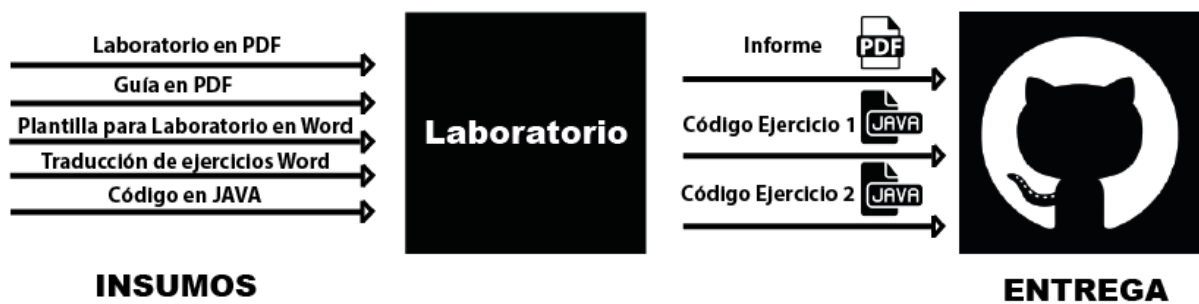 Laboratorio en PDF
Guía en PDF
Plantilla para Laboratorio en Word
Traducción de ejercicios Word
Código en JAVA
INSUMOS
Laboratorio
Informe
PDF
Código Ejercicio 1
JAVA
Código Ejercicio 2
JAVA
ENTREGA